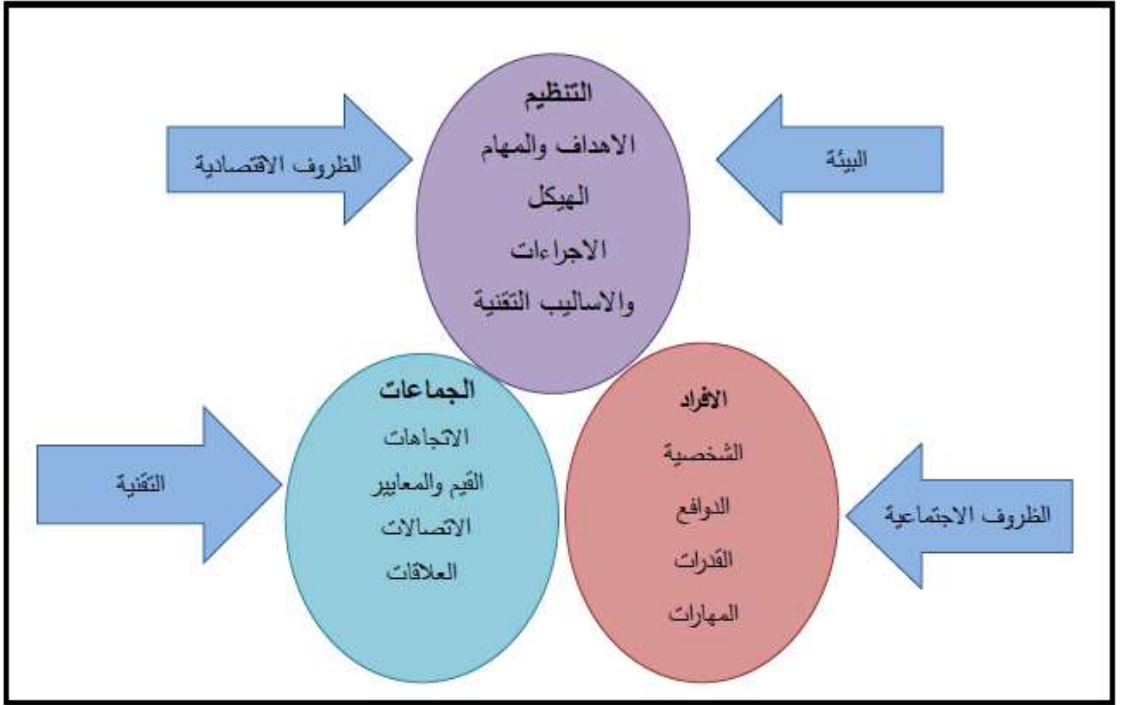 التنظيم
الاهداف والمهام
الهيكل
الاجراءات
والاساليب التقنية
البيئة
الظروف الاقتصادية
الافراد
الشخصية
الدوافع
القدرات
المهارات
الجماعات
الاتجاهات
القيم والمعايير
الاتصالات
العلاقات
الظروف الاجتماعية
التقنية